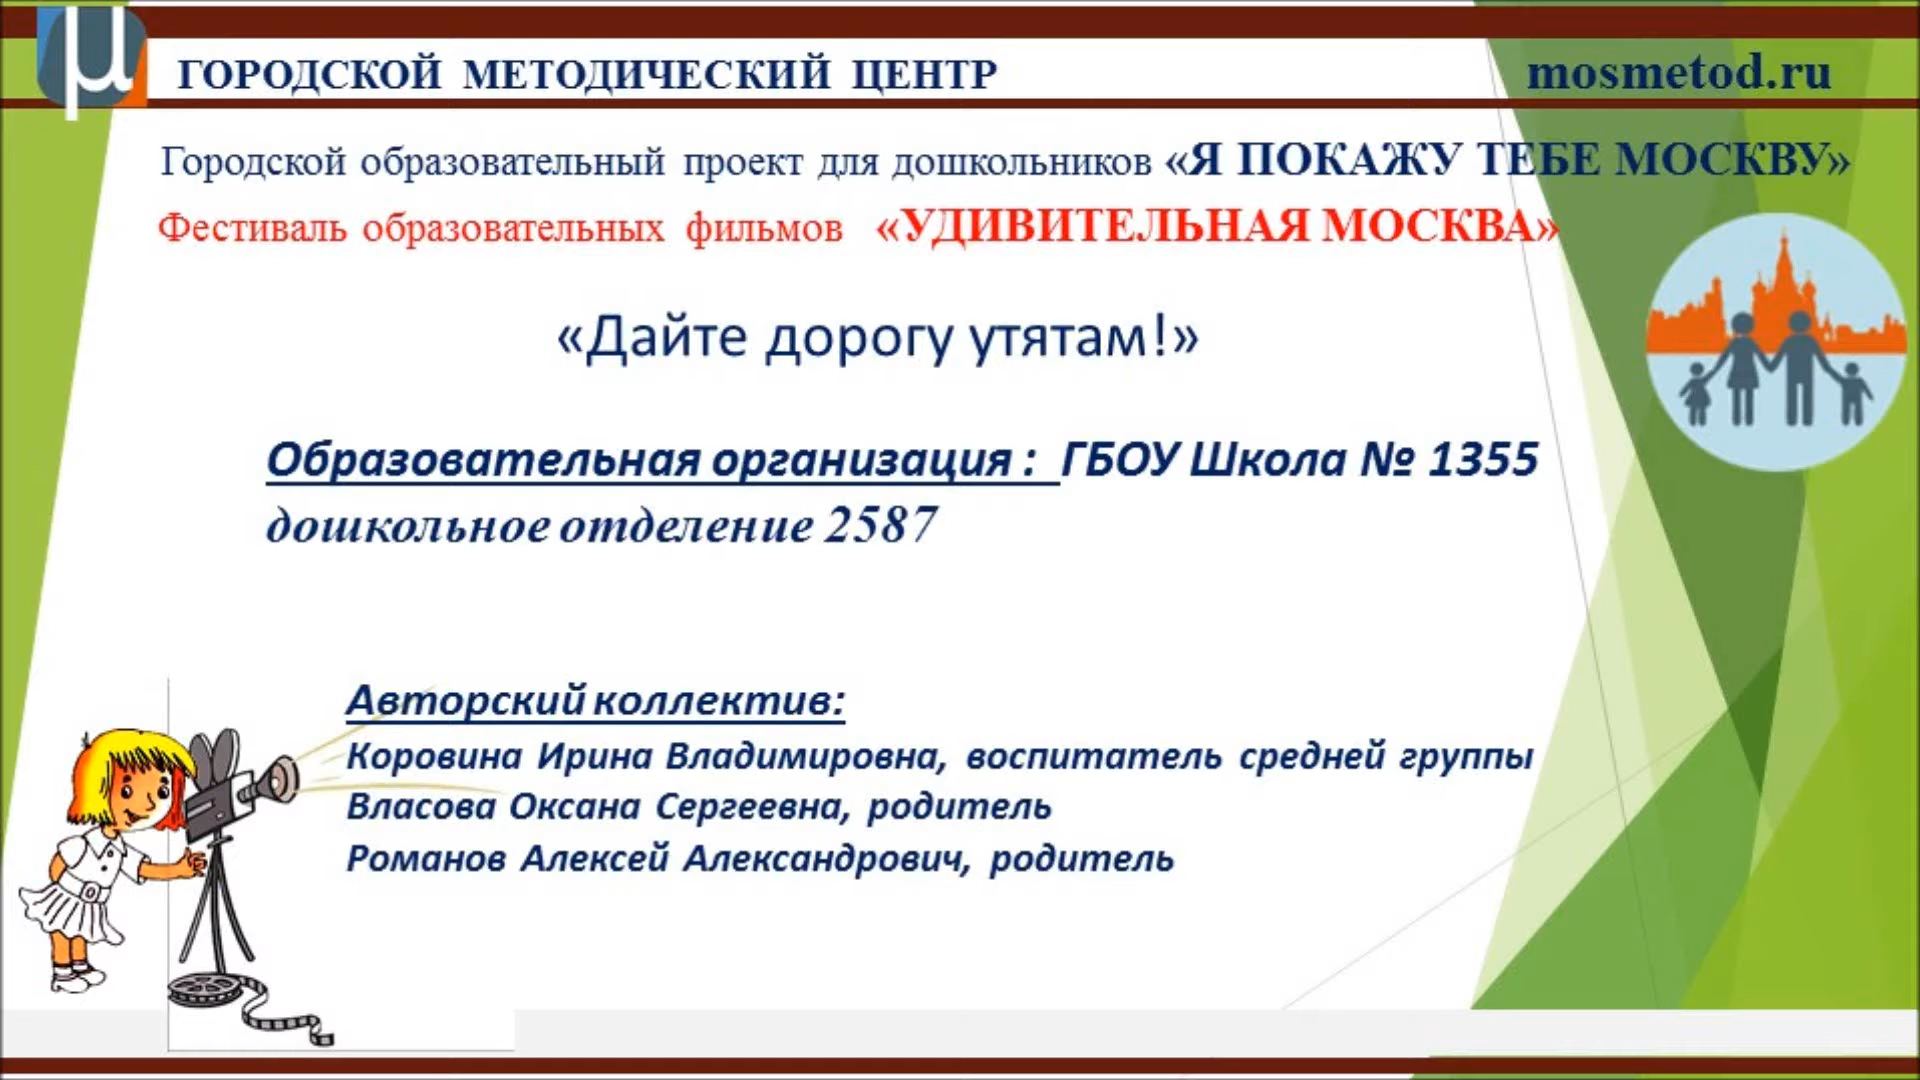 μ
ГОРОДСКОЙ МЕТОДИЧЕСКИЙ ЦЕНТР
mosmetod.ru
Городской образовательный проект для дошкольников «Я ПОКАЖУ ТЕБЕ МОСКВУ»
Фестиваль образовательных фильмов «УДИВИТЕЛЬНАЯ МОСКВА»
«Дайте дорогу утятам!»
Образовательная организация : ГБОУ Школа № 1355
дошкольное отделение 2587
Авторский коллектив:
Коровина Ирина Владимировна, воспитатель средней группы
Власова Оксана Сергеевна, родитель
Романов Алексей Александрович, родитель